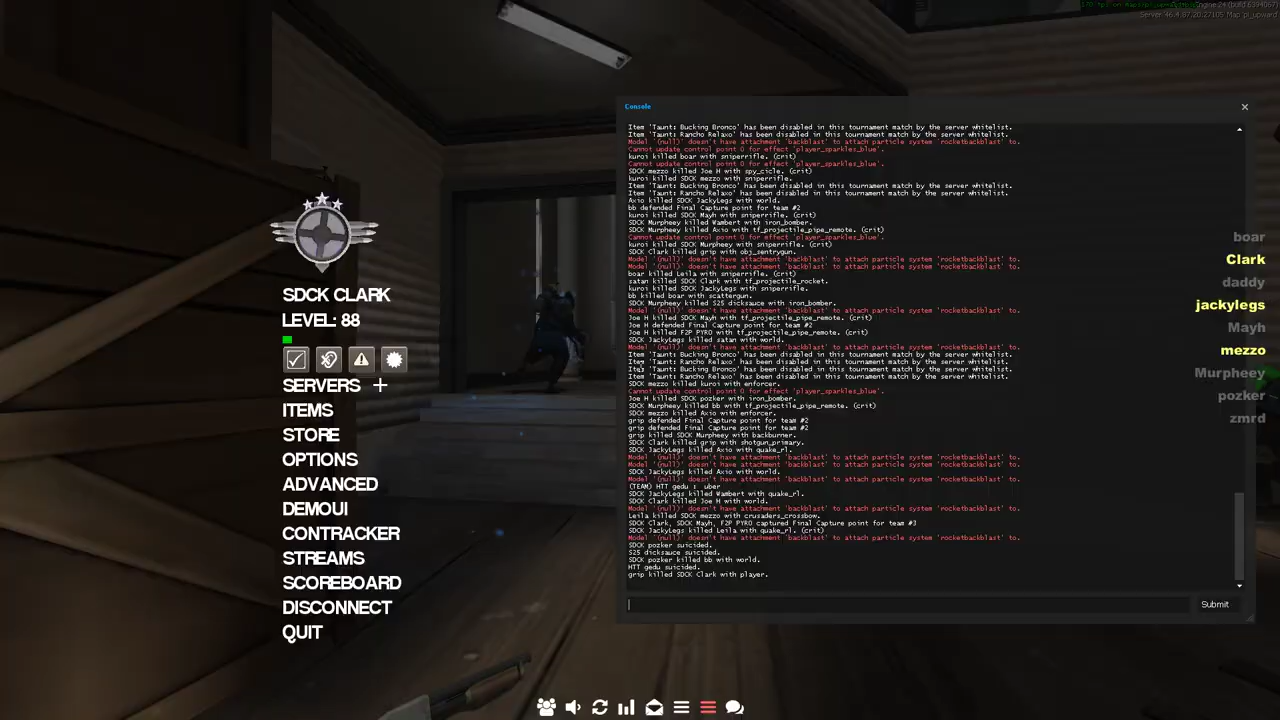 Engine 24 (build 6394067)
Map pl_upward
Console
Item 'Taunt: Bucking Bronco' has been disabled in this tournament match by the server whitelist.
Item 'Taunt: Rancho Relaxo' has been disabled in this tournament match by the server whitelist.
Model '(null)' doesn't have attachment 'backblast' to attach particle system 'rocketbackblast' to.
Cannot update control point 0 for effect 'player_sparkles_blue'.
kuroi killed boar with sniperrifle. (crit)
Cannot update control point 0 for effect 'player_sparkles_blue'.
SDCK mezzo killed Joe H with spy_cicle. (crit)
kuroi killed SDCK mezzo with sniperrifle.
Item 'Taunt: Bucking Bronco' has been disabled in this tournament match by the server whitelist.
Item 'Taunt: Rancho Relaxo' has been disabled in this tournament match by the server whitelist.
Axio killed SDCK JackyLegs with world.
bb defended Final Capture point for team #2
kuroi killed SDCK Mayh with sniperrifle. (crit)
SDCK Murpheey killed Wambert with iron_bomber.
SDCK Murpheey killed Axio with tf_projectile_pipe_remote. (crit)
Cannot update control point 0 for effect 'player_sparkles_blue'.
kuroi killed SDCK Murpheey with sniperrifle. (crit)
SDCK Clark killed grip with obj_sentrygun.
Model '(null)' doesn't have attachment 'backblast' to attach particle system 'rocketbackblast' to.
Model '(null)' doesn't have attachment 'backblast' to attach particle system 'rocketbackblast' to.
boar killed Leila with sniperrifle. (crit)
satan killed SDCK Clark with tf_projectile_rocket.
kuroi killed SDCK JackyLegs with sniperrifle.
bb killed boar with scattergun.
SDCK Murpheey killed S25 dicksauce with iron_bomber.
Model '(null)' doesn't have attachment 'backblast' to attach particle system 'rocketbackblast' to.
Joe H killed SDCK Mayh with tf_projectile_pipe_remote. (crit)
Joe H defended Final Capture point for team #2
Joe H killed F2P PYRO with tf_projectile_pipe_remote. (crit)
SDCK JackyLegs killed satan with world.
Model '(null)' doesn't have attachment 'backblast' to attach particle system 'rocketbackblast' to.
Item 'Taunt: Bucking Bronco' has been disabled in this tournament match by the server whitelist.
Item 'Taunt: Rancho Relaxo' has been disabled in this tournament match by the server whitelist.
Item 'Taunt: Bucking Bronco' has been disabled in this tournament match by the server whitelist.
Item 'Taunt: Rancho Relaxo' has been disabled in this tournament match by the server whitelist.
SDCK mezzo killed kuroi with enforcer.
Cannot update control point 0 for effect 'player_sparkles_blue'.
Joe H killed SDCK pozker with iron_bomber.
SDCK Murpheey killed bb with tf_projectile_pipe_remote. (crit)
SDCK mezzo killed Axio with enforcer.
grip defended Final Capture point for team #2
grip defended Final Capture point for team #2
grip killed SDCK Murpheey with backburner.
SDCK Clark killed grip with shotgun_primary.
SDCK JackyLegs killed Axio with quake_rl.
Model '(null)' doesn't have attachment 'backblast' to attach particle system 'rocketbackblast' to.
Model '(null)' doesn't have attachment 'backblast' to attach particle system 'rocketbackblast' to.
SDCK JackyLegs killed Axio with world.
Model '(null)' doesn't have attachment 'backblast' to attach particle system 'rocketbackblast' to.
(TEAM) HTT gedu : uber
SDCK JackyLegs killed Wambert with quake_rl.
SDCK Clark killed Joe H with world.
Model '(null)' doesn't have attachment 'backblast' to attach particle system 'rocketbackblast' to.
Leila killed SDCK mezzo with crusaders_crossbow.
SDCK Clark, SDCK Mayh, F2P PYRO captured Final Capture point for team #3
SDCK JackyLegs killed Leila with quake_rl. (crit)
Model '(null)' doesn't have attachment 'backblast' to attach particle system 'rocketbackblast' to.
SDCK pozker suicided.
S25 dicksauce suicided.
SDCK pozker killed bb with world.
HTT gedu suicided.
grip killed SDCK Clark with player.
Submit
SDCK CLARK
LEVEL: 88
SERVERS
ITEMS
STORE
OPTIONS
ADVANCED
DEMOUI
CONTRACKER
STREAMS
SCOREBOARD
DISCONNECT
QUIT
boar
Clark
daddy
jackylegs
Mayh
mezzo
Murpheey
pozker
zmrd